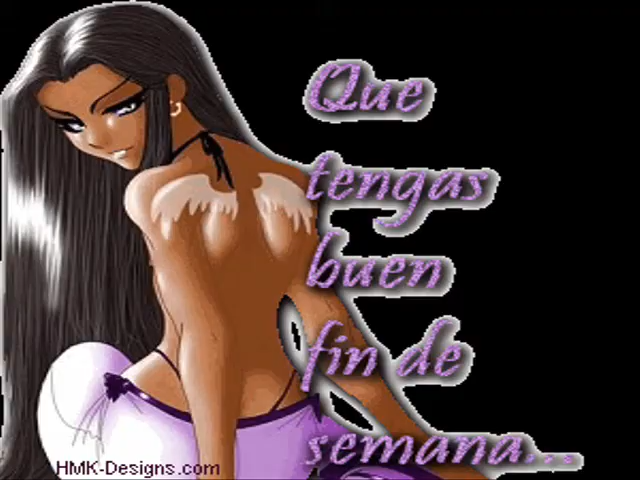 Que
tengas
buen
fin de
semana...
HMK-Designs.com